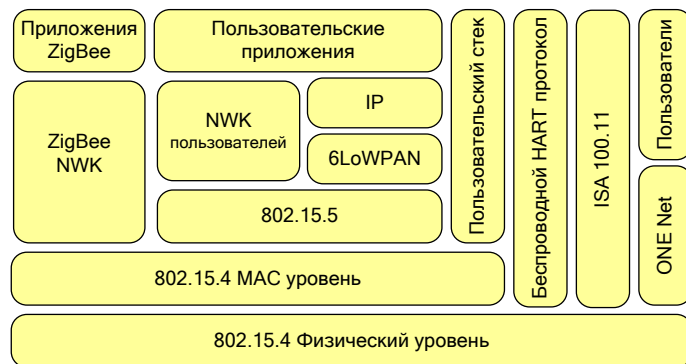 Приложения
ZigBee
Пользовательские
приложения
Пользовательский стек
Беспроводной HART протокол
ISA 100.11
Пользователи
ZigBee
NWK
NWK
пользователей
IP
6LoWPAN
802.15.5
ONE Net
802.15.4 MAC уровень
802.15.4 Физический уровень